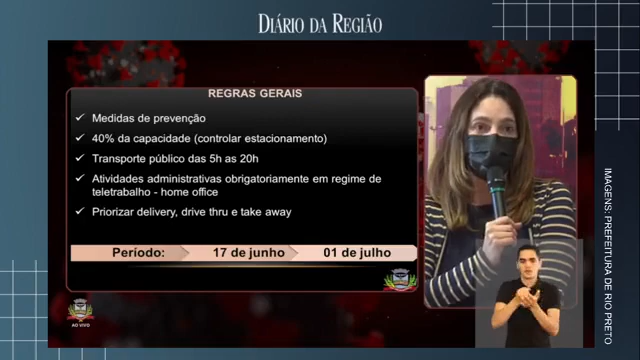 DIÁRIO DA REGIÃO
REGRAS GERAIS
✓ Medidas de prevenção
✓ 40% da capacidade (controlar estacionamento)
✓ Transporte público das 5h as 20h
✓ Atividades administrativas obrigatoriamente em regime de
teletrabalho - home office
✓ Priorizar delivery, drive thru e take away
Período: 17 de junho 01 de julho
AO VIVO
IMAGENS: PREFEITURA DE RIO PRETO